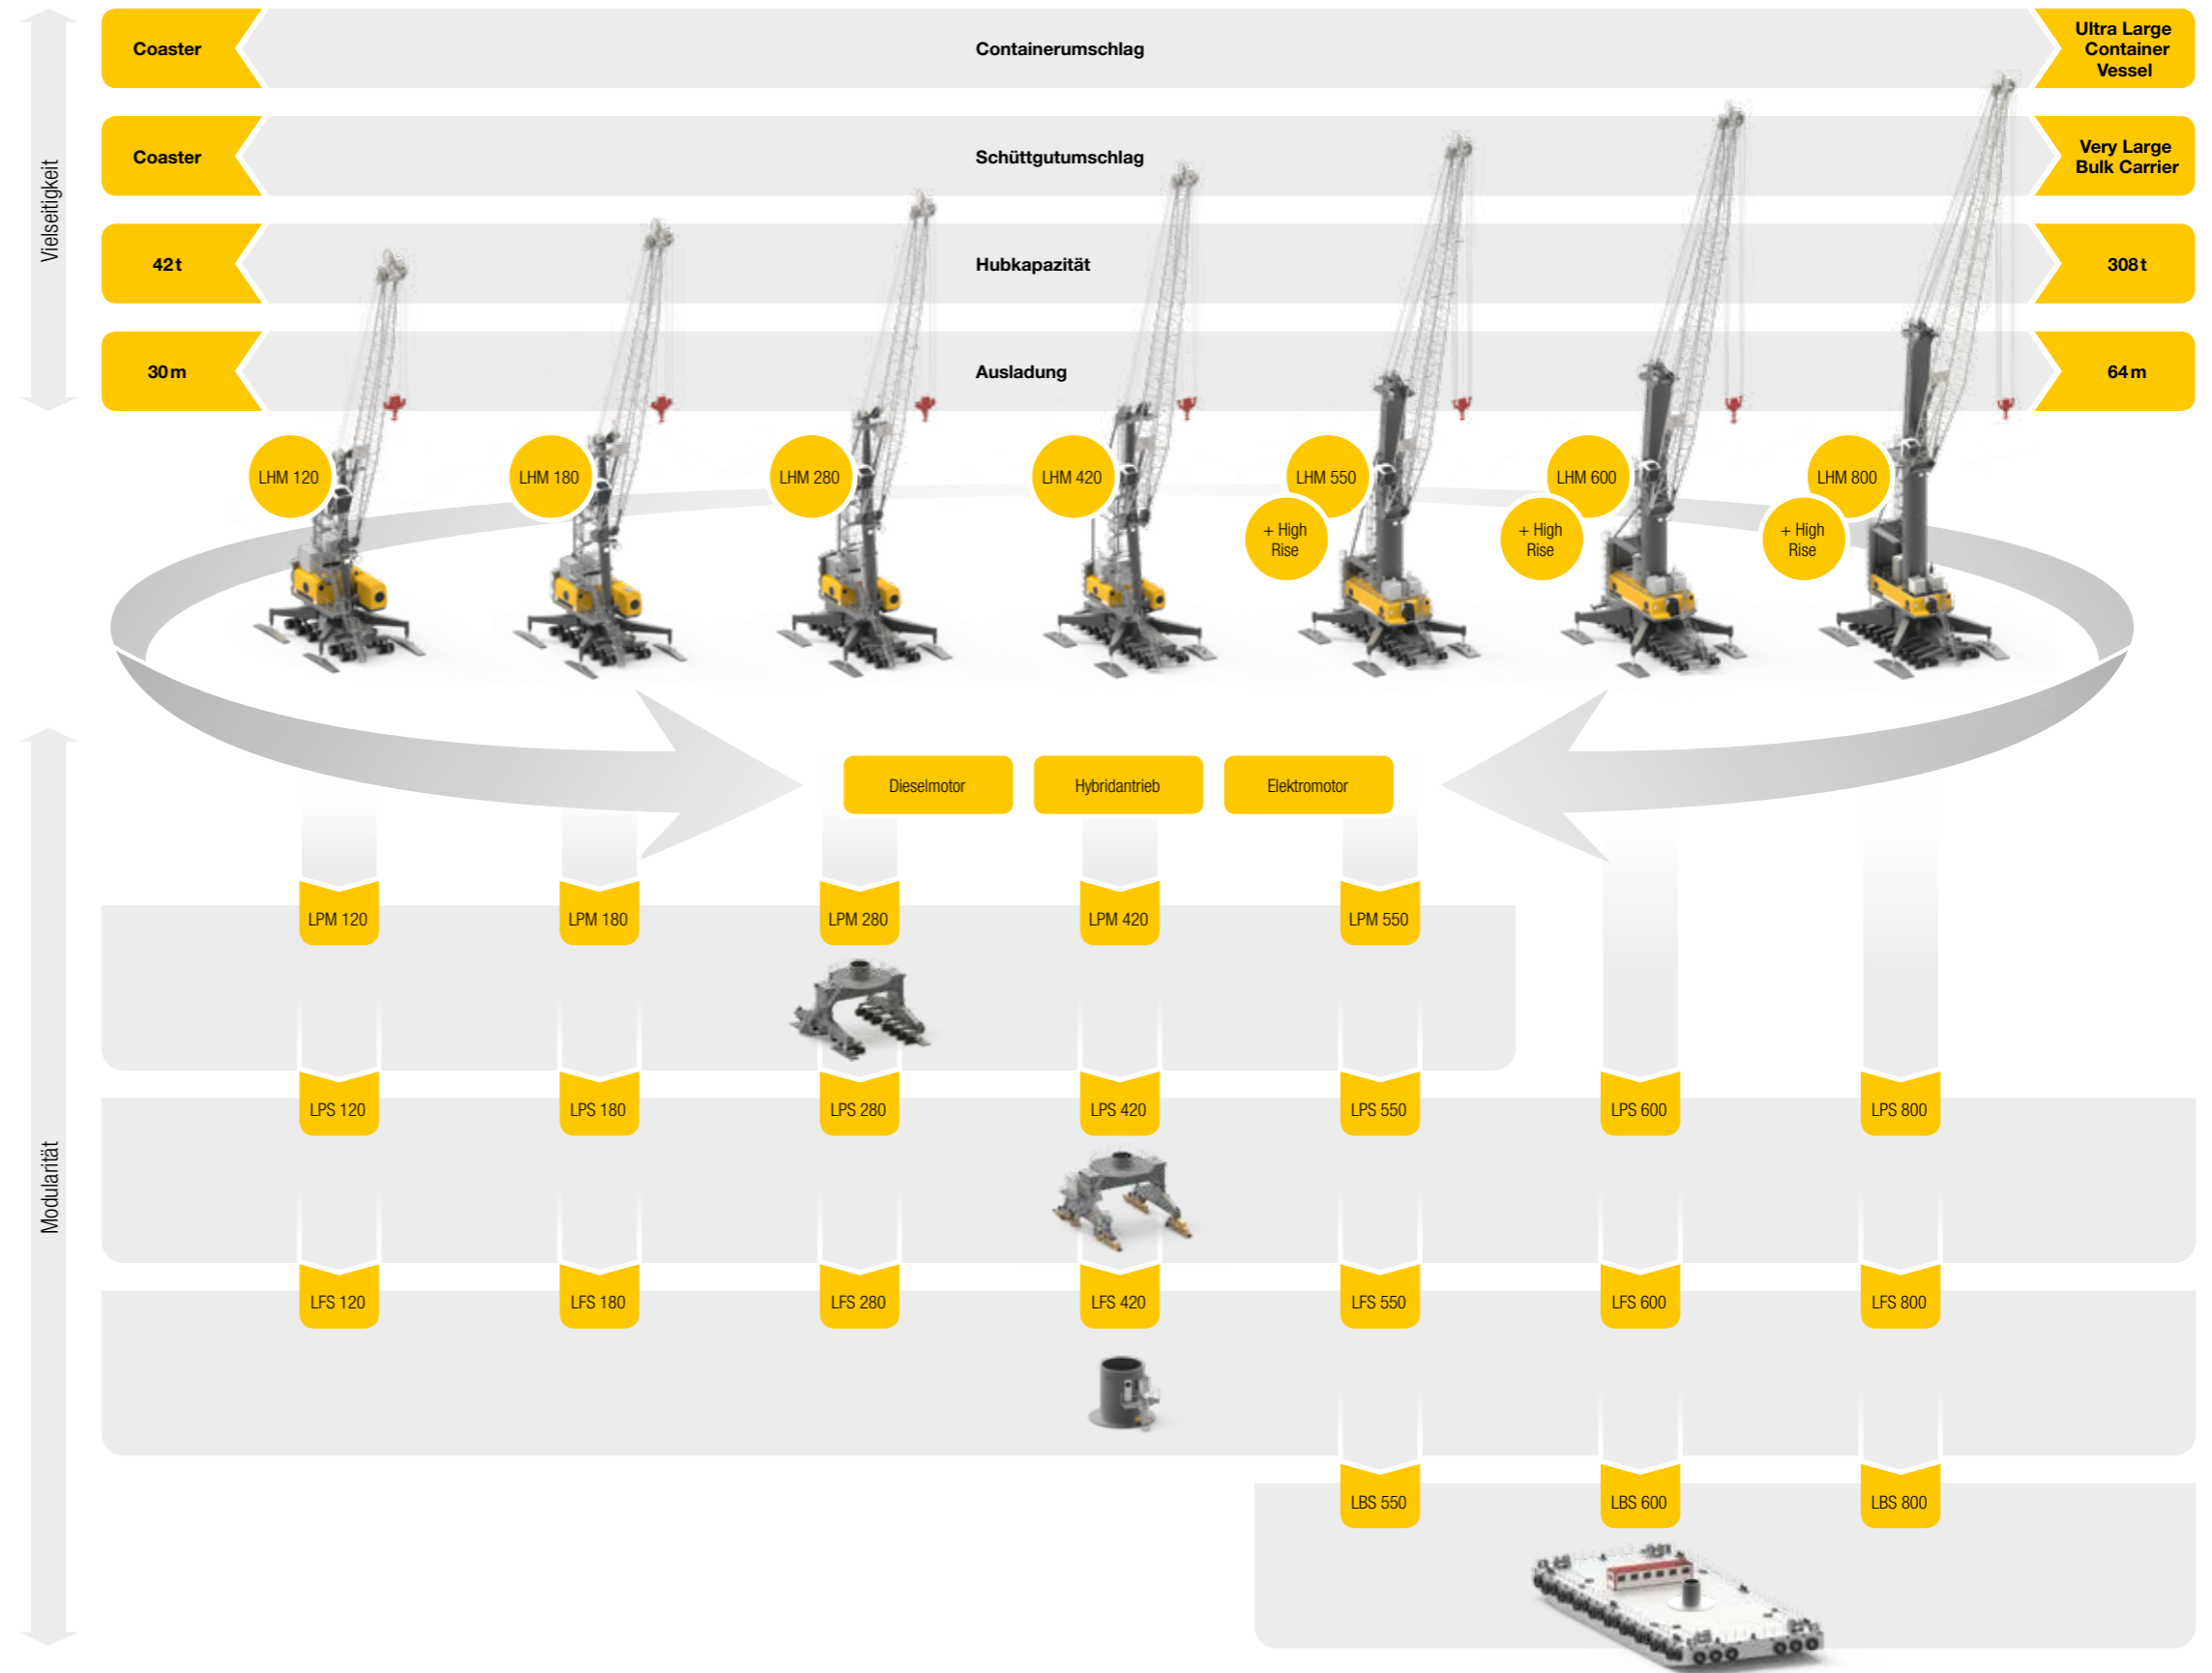 Coaster
Containerumschlag
Ultra Large
Container
Vessel
Coaster
Schüttgutumschlag
Very Large
Bulk Carrier
42 t
Hubkapazität
308 t
30 m
Ausladung
64 m
Vielseitigkeit
LHM 120
LHM 180
LHM 280
LHM 420
LHM 550
LHM 600
LHM 800
+ High
Rise
+ High
Rise
+ High
Rise
Dieselmotor
Hybridantrieb
Elektromotor
Modularität
LPM 120
LPM 180
LPM 280
LPM 420
LPM 550
LPS 120
LPS 180
LPS 280
LPS 420
LPS 550
LPS 600
LPS 800
LFS 120
LFS 180
LFS 280
LFS 420
LFS 550
LFS 600
LFS 800
LBS 550
LBS 600
LBS 800